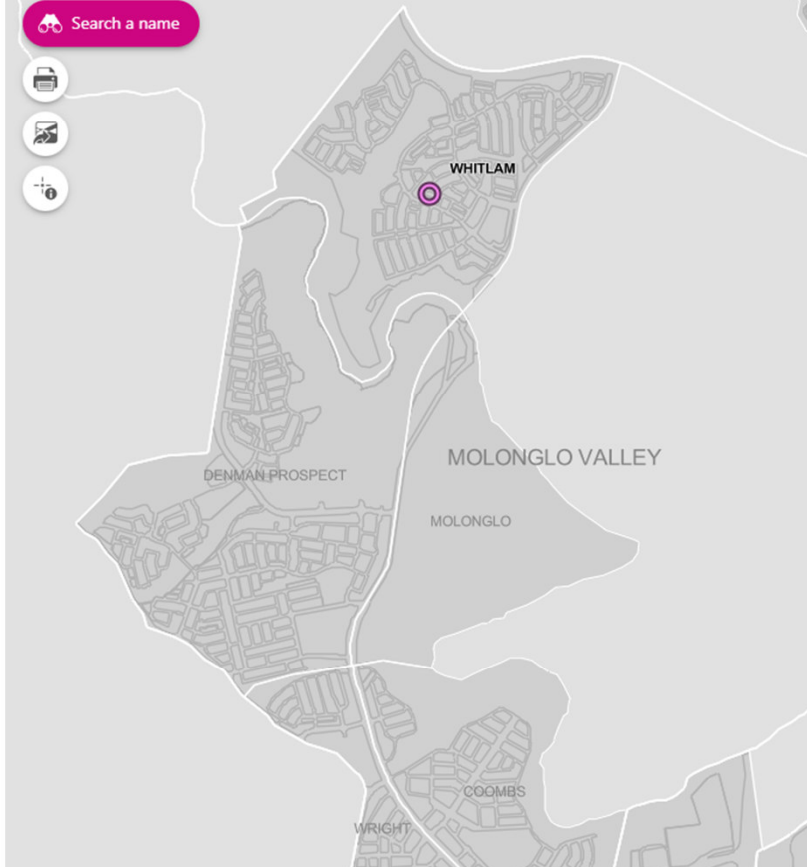 Search a name
WHITLAM
MOLONGLO VALLEY
DENMAN PROSPECT
MOLONGLO
COOMBS
WRIGHT